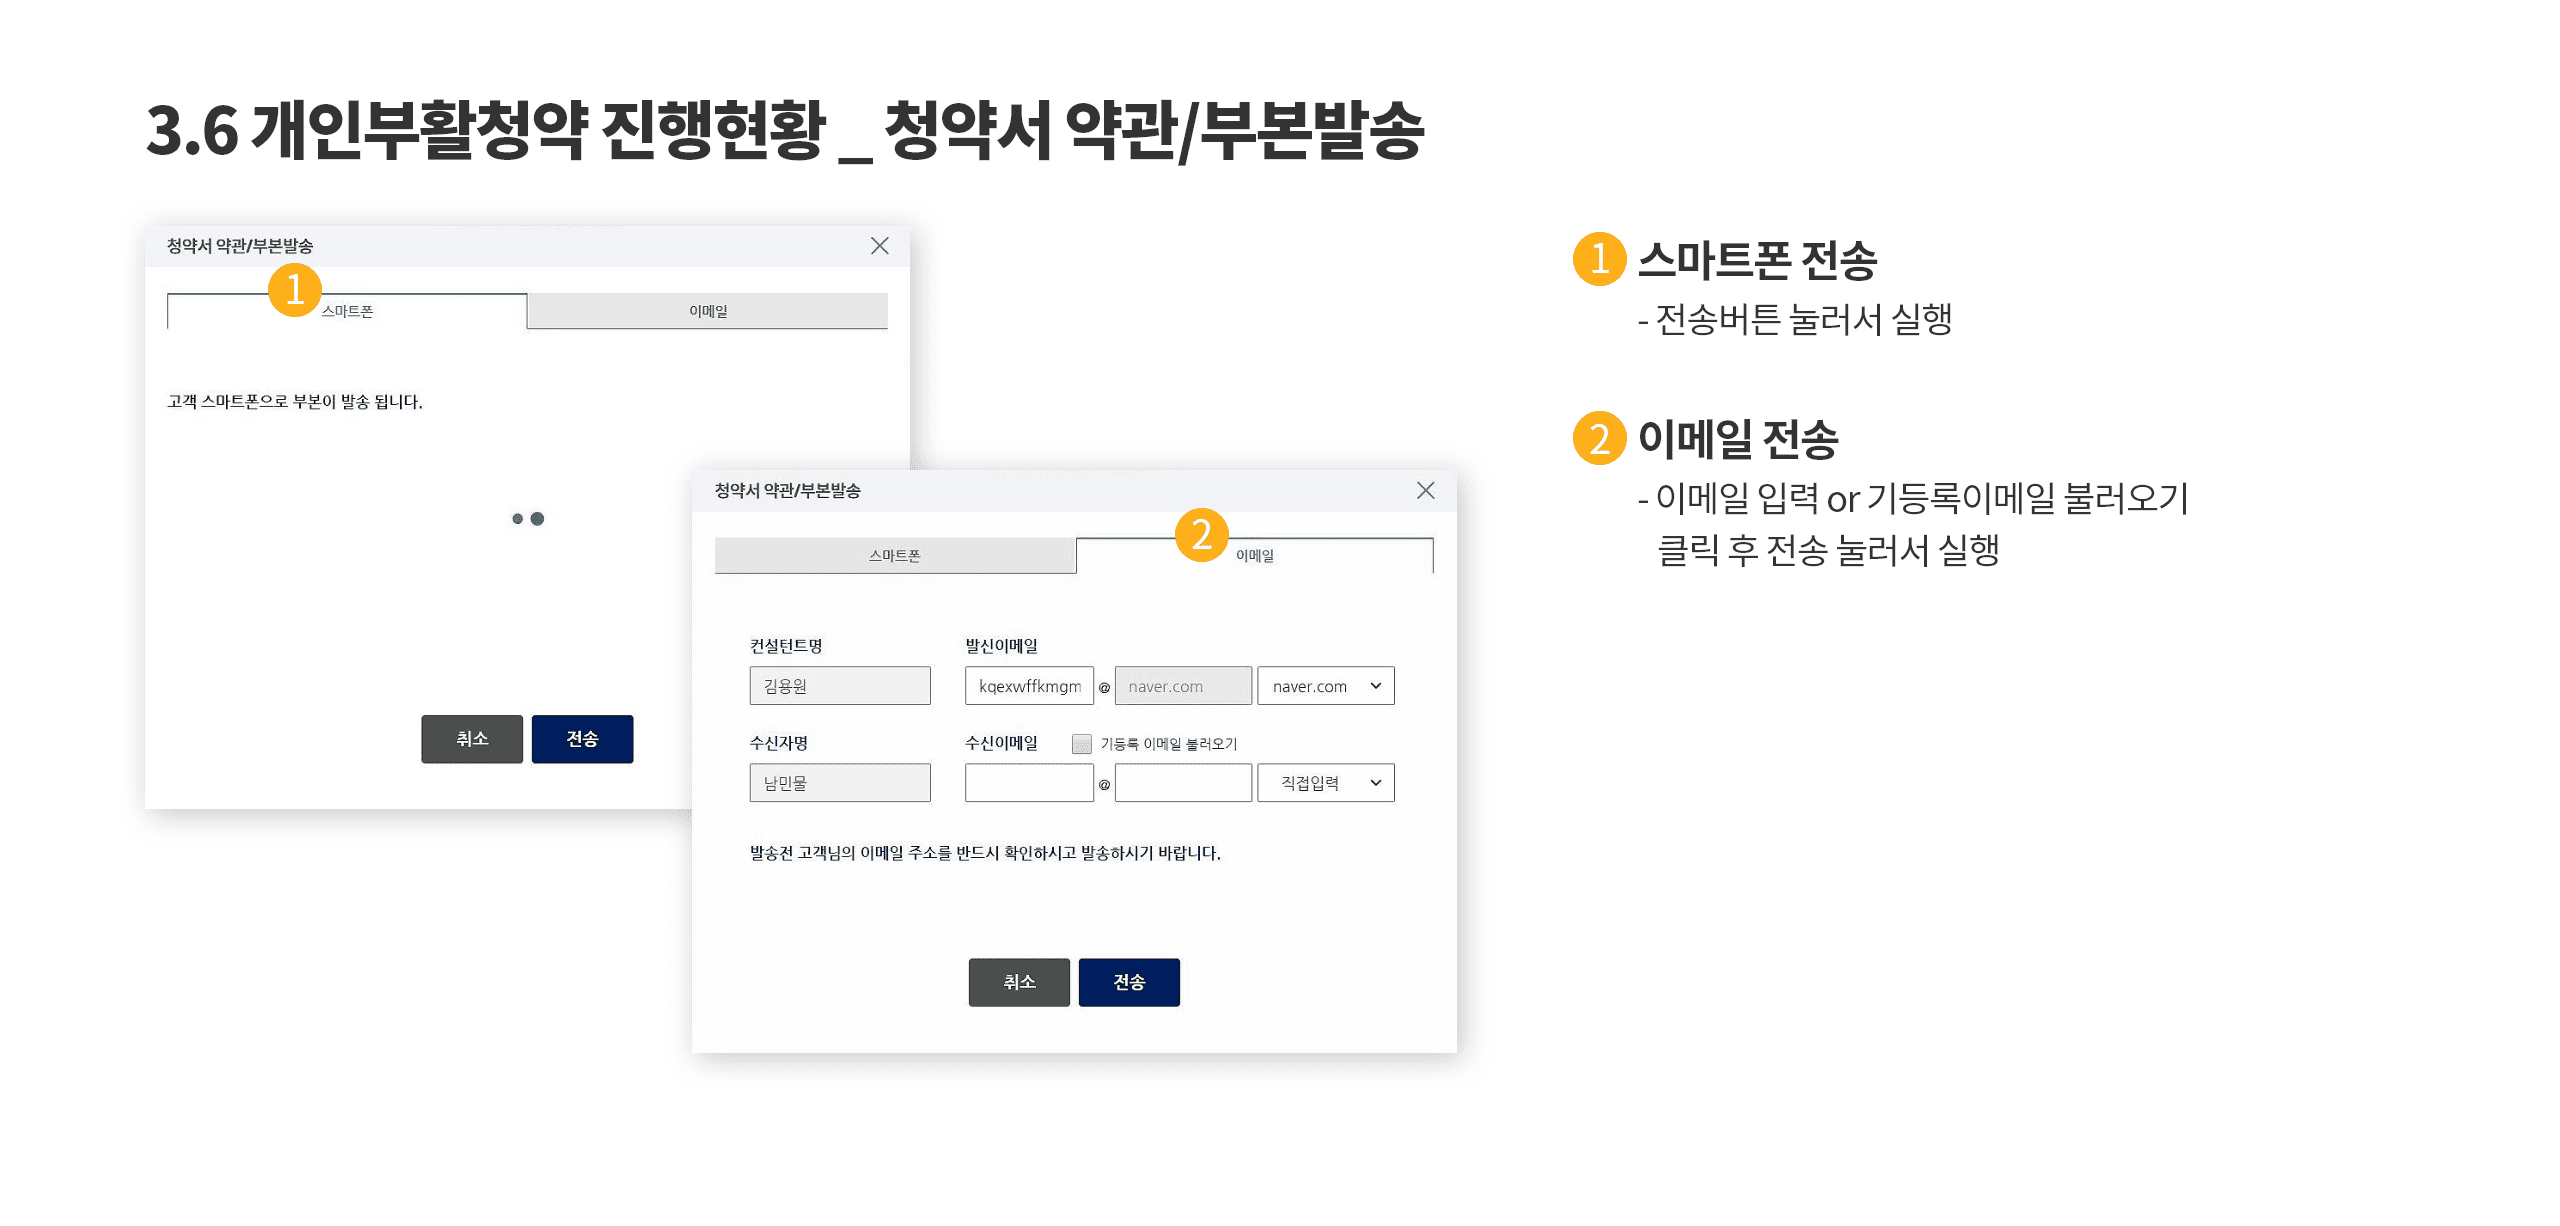 3.6 개인부활청약 진행현황 _ 청약서 약관/부본발송
청약서 약관/부본발송
1
스마트폰 이메일
고객 스마트폰으로 부본이 발송 됩니다.
취소 전송
청약서 약관/부본발송
2
스마트폰 이메일
컨설턴트명 발신이메일
김용원 kqexwffkmgm @ naver.com naver.com
수신자명 수신이메일 기등록 이메일 불러오기
남민물 @ 직접입력
발송전 고객님의 이메일 주소를 반드시 확인하시고 발송하시기 바랍니다.
취소 전송
1 스마트폰 전송
- 전송버튼 눌러서 실행
2 이메일 전송
- 이메일 입력 or 기등록이메일 불러오기
클릭 후 전송 눌러서 실행